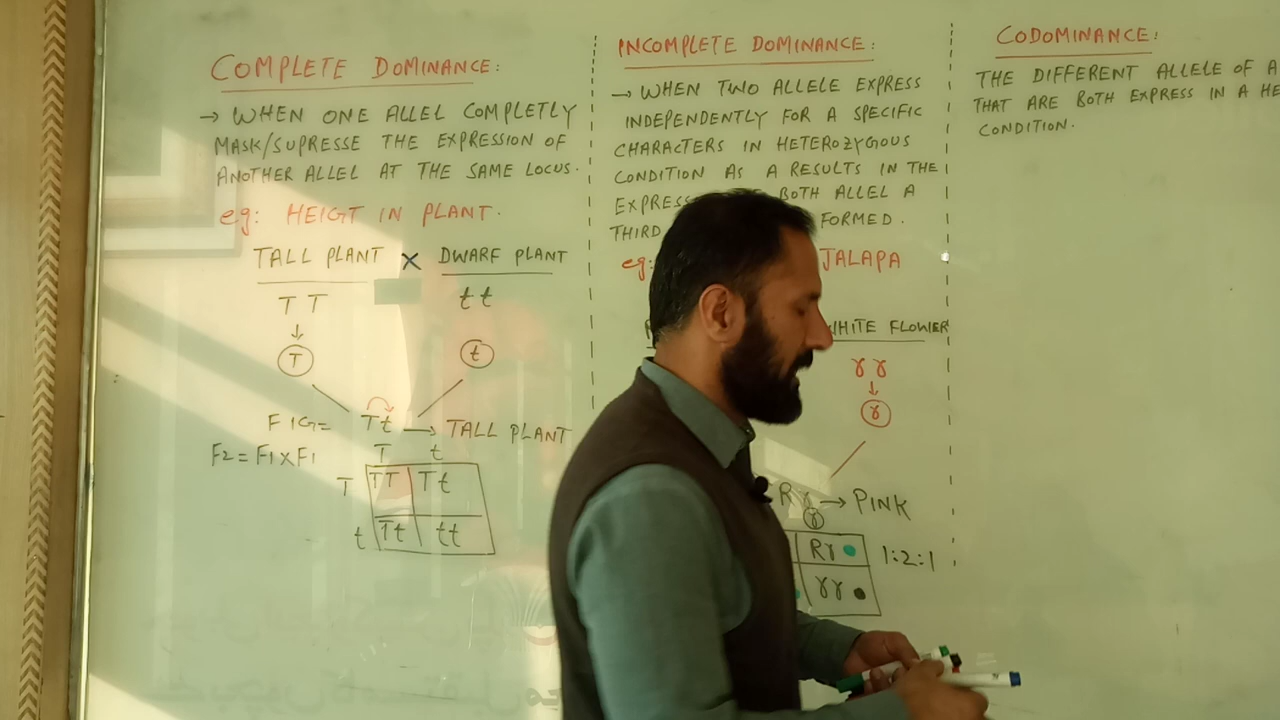 COMPLETE DOMINANCE:
→ WHEN ONE ALLEL COMPLETLY
MASK/SUPRESSE THE EXPRESSION OF
ANOTHER ALLEL AT THE SAME LOCUS.
eg: HEIGT IN PLANT.
TALL PLANT X DWARF PLANT
TT tt
↓
T t
F1G= Tt → TALL PLANT
F2 = F1XF1
T t
T TT Tt
t Tt tt
INCOMPLETE DOMINANCE:
→ WHEN TWO ALLELE EXPRESS
INDEPENDENTLY FOR A SPECIFIC
CHARACTERS IN HETEROZYGOUS
CONDITION AS A RESULTS IN THE
BOTH ALLEL A
THIRD FORMED.
eg: JALAPA
WHITE FLOWER
rr
↓
r
Rr → PINK
r
Rr 1:2:1
rr
CODOMINANCE:
THE DIFFERENT ALLELE OF A
THAT ARE BOTH EXPRESS IN A HE
CONDITION.